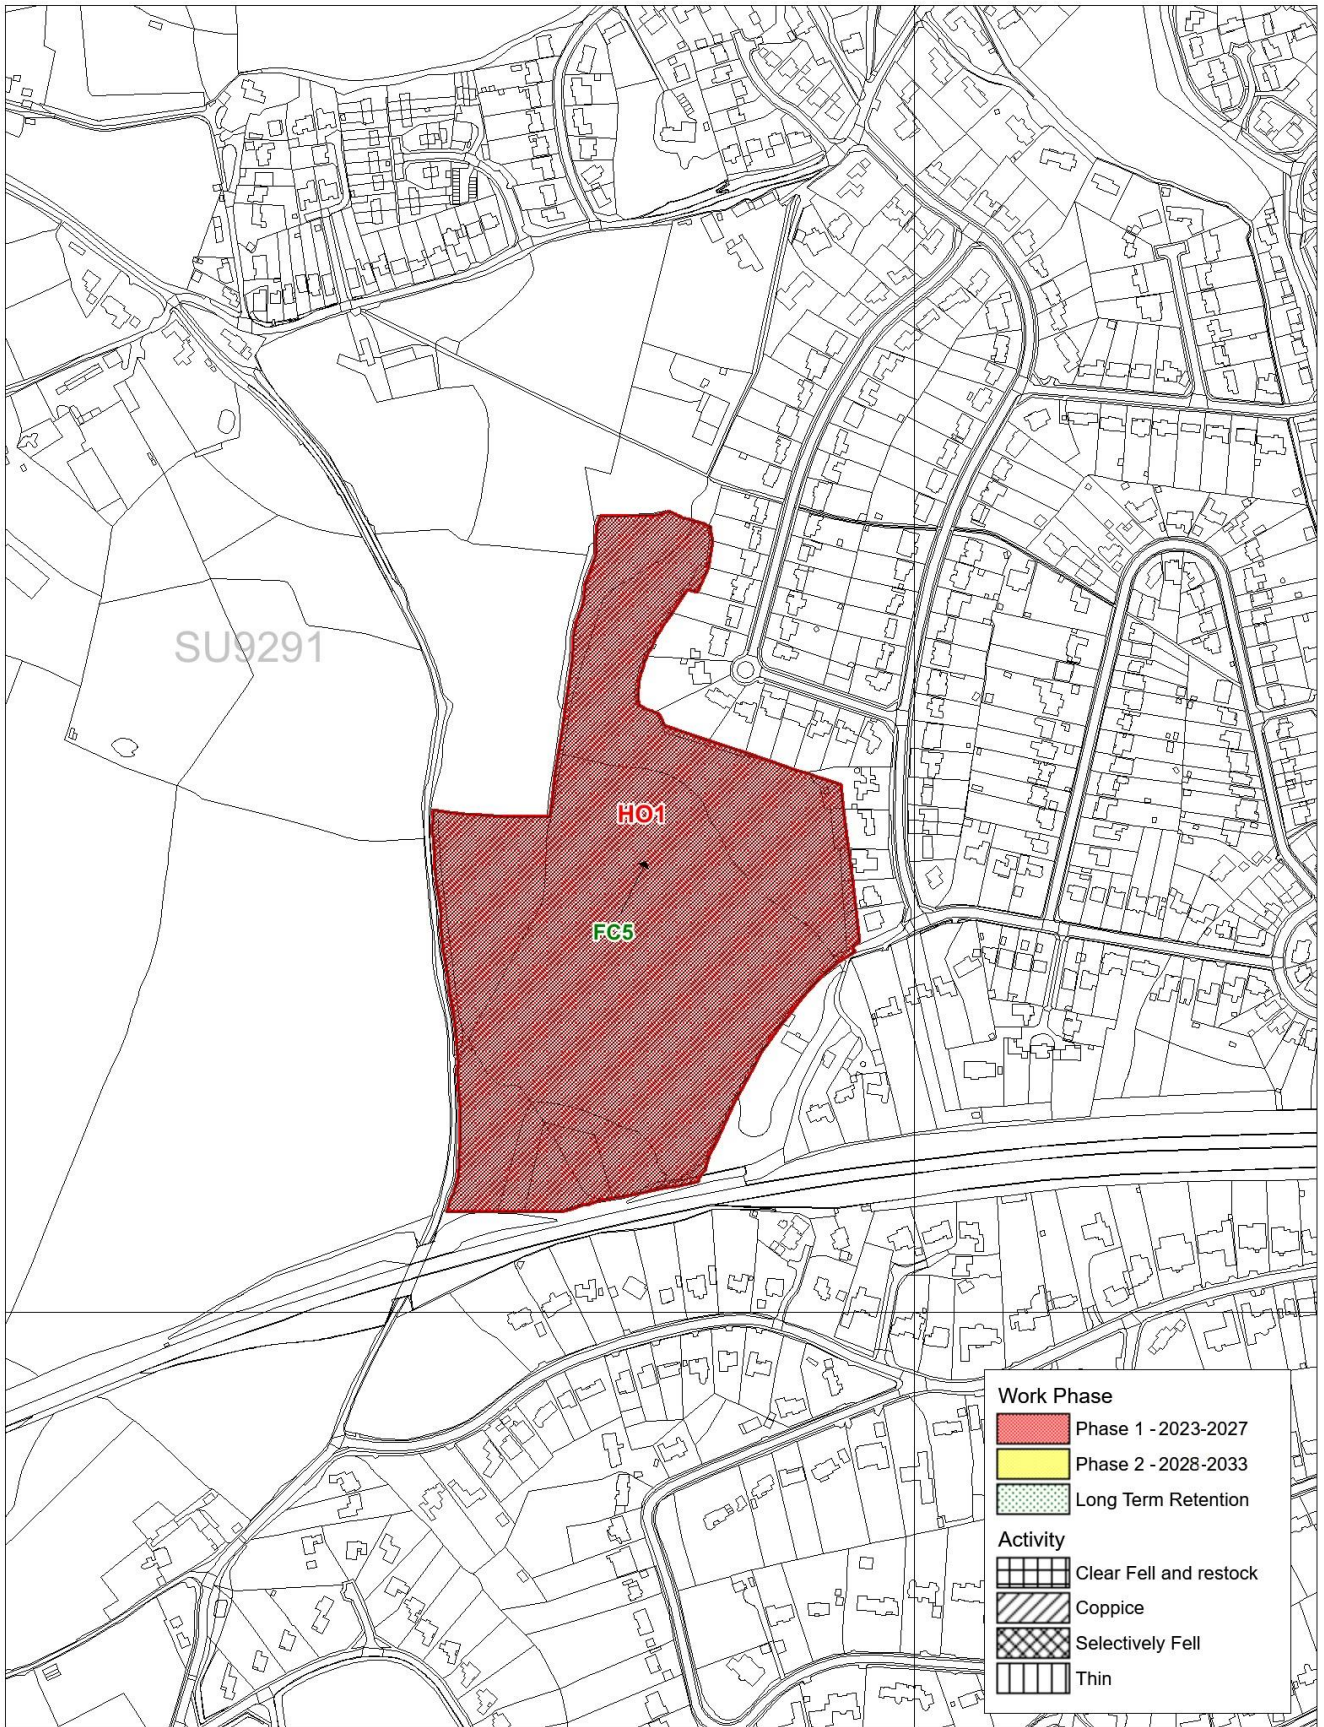 SU9291
HO1
FC5
Work Phase
Phase 1 - 2023-2027
Phase 2 - 2028-2033
Long Term Retention
Activity
Clear Fell and restock
Coppice
Selectively Fell
Thin